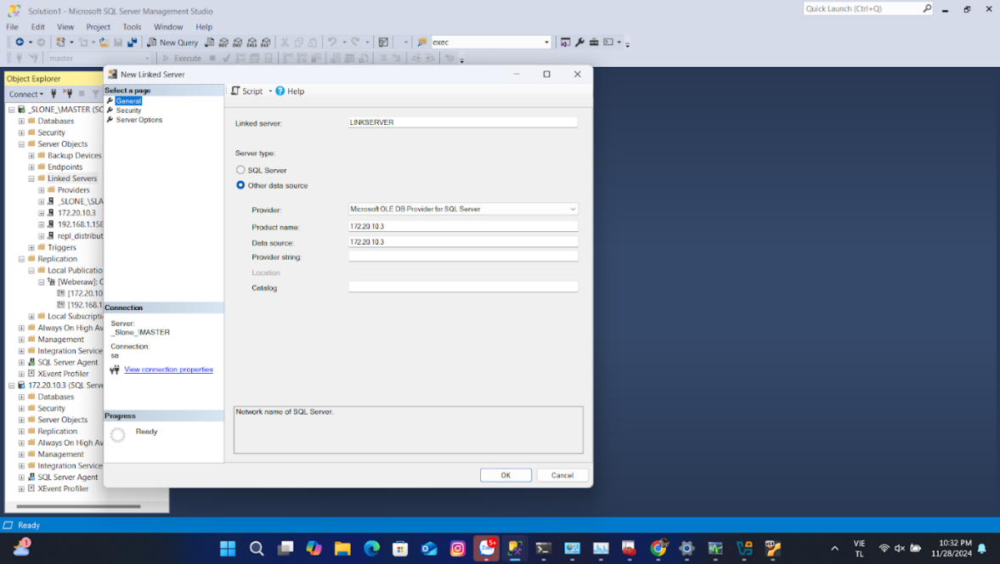 Solution1 - Microsoft SQL Server Management Studio
Quick Launch (Ctrl+Q)
File Edit View Project Tools Window Help
New Query exec
master Execute
Object Explorer
Connect
_SLONE_\MASTER (SC
Databases
Security
Server Objects
Backup Devices
Endpoints
Linked Servers
Providers
_SLONE_\SLA
172.20.10.3
192.168.1.158
repl_distribut
Triggers
Replication
Local Publicatio
[Weberaw]: C
[172.20.10
[192.168.1
Local Subscripti
Always On High Av
Management
Integration Service
SQL Server Agent
XEvent Profiler
172.20.10.3 (SQL Serve
Databases
Security
Server Objects
Replication
Always On High Av
Management
Integration Service
SQL Server Agent
XEvent Profiler
New Linked Server
Select a page
General
Security
Server Options
Connection
Server:
_Slone_\MASTER
Connection:
sa
View connection properties
Progress
Ready
Script Help
Linked server: LINKSERVER
Server type:
SQL Server
Other data source
Provider: Microsoft OLE DB Provider for SQL Server
Product name: 172.20.10.3
Data source: 172.20.10.3
Provider string:
Location
Catalog
Network name of SQL Server.
OK Cancel
Ready
1
5+
VIE
TL
10:32 PM
11/28/2024